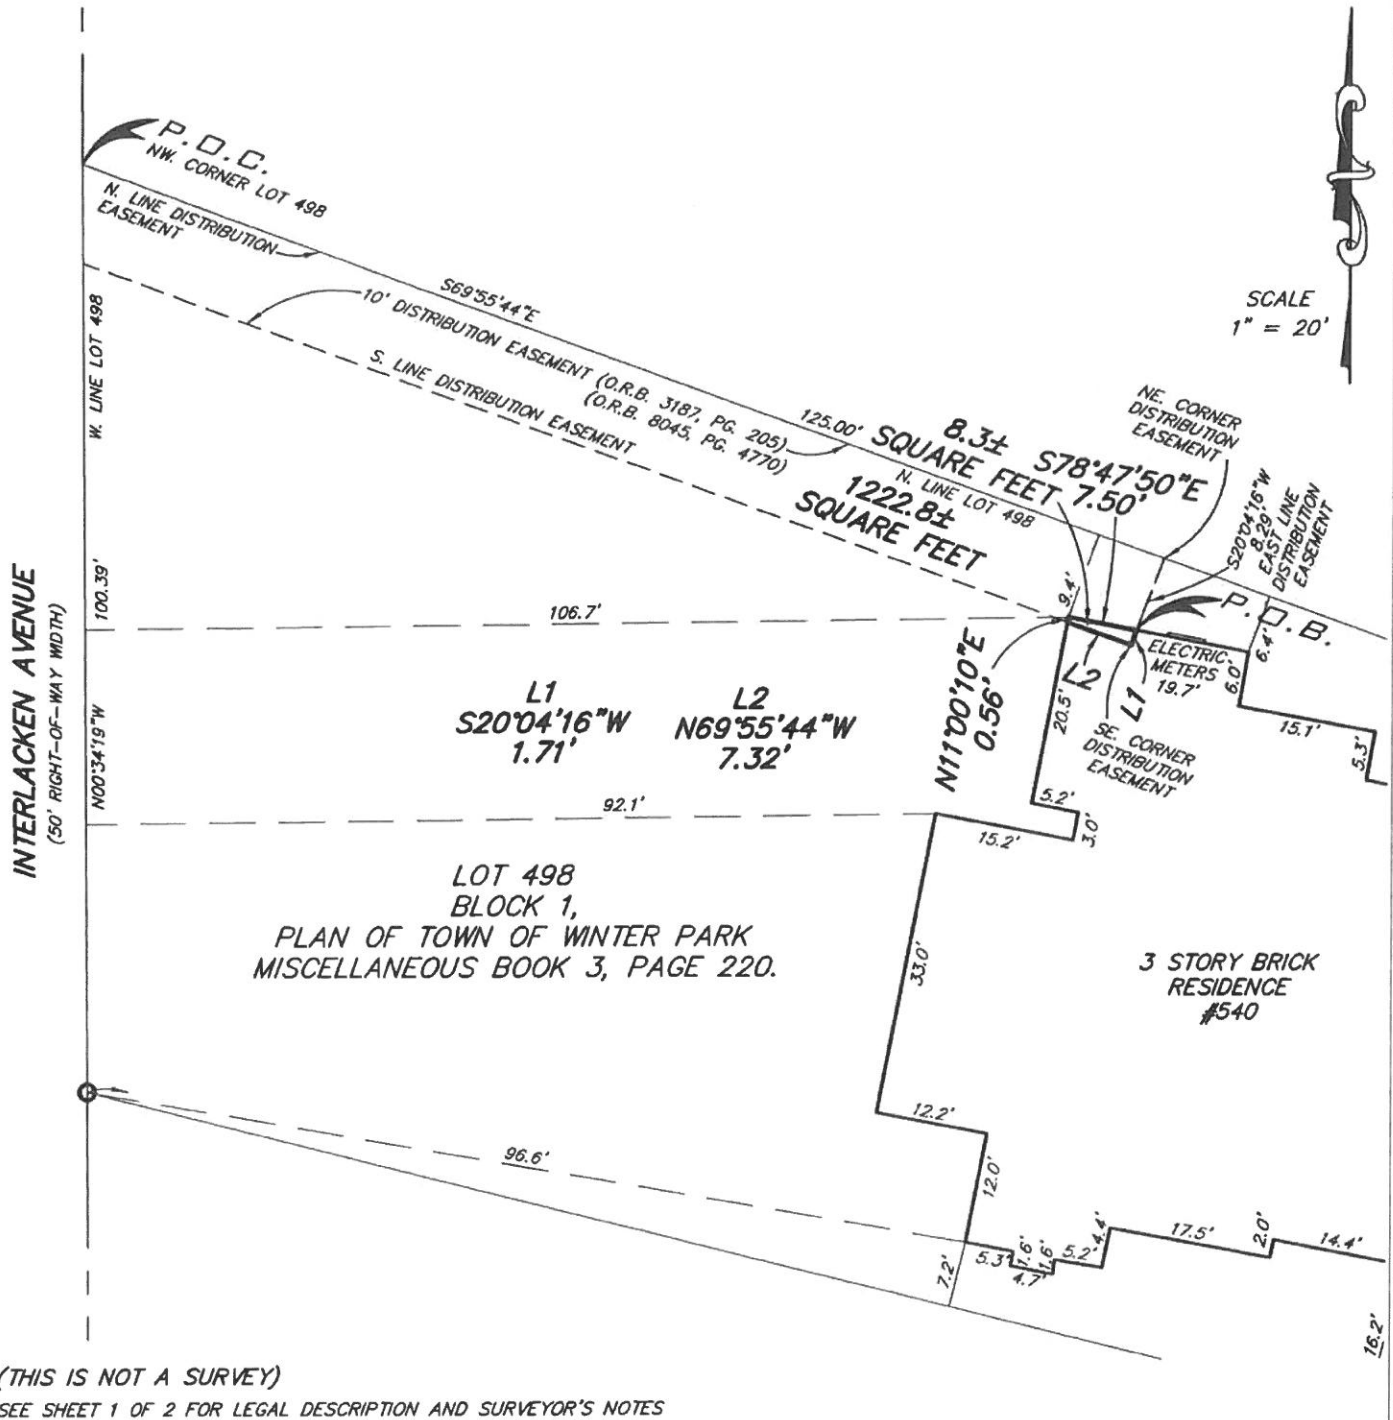 P.O.C.
NW. CORNER LOT 498
N. LINE DISTRIBUTION
EASEMENT
S69°55'44"E
10' DISTRIBUTION EASEMENT (O.R.B. 3187, PG. 205)
(O.R.B. 8045, PG. 4770)
S. LINE DISTRIBUTION EASEMENT
W. LINE LOT 498
SCALE
1" = 20'
125.00'
8.3±
SQUARE FEET
S78°47'50"E
7.50'
N. LINE LOT 498
1222.8±
SQUARE FEET
NE. CORNER
DISTRIBUTION
EASEMENT
S20°04'16"W
8.29'
EAST LINE
DISTRIBUTION
EASEMENT
INTERLACKEN AVENUE
(50' RIGHT-OF-WAY WIDTH)
100.39'
N00°34'19"W
106.7'
9.4'
P.O.B.
ELECTRIC
METERS
19.7'
6.0'
6.4'
L2
L1
N11°00'10"E
0.56'
20.5'
SE. CORNER
DISTRIBUTION
EASEMENT
15.1'
5.3'
L1
S20°04'16"W
1.71'
L2
N69°55'44"W
7.32'
92.1'
5.2'
3.0'
15.2'
LOT 498
BLOCK 1,
PLAN OF TOWN OF WINTER PARK
MISCELLANEOUS BOOK 3, PAGE 220.
33.0'
3 STORY BRICK
RESIDENCE
#540
12.2'
12.0'
96.6'
7.2'
5.3'
1.6'
4.7'
1.6'
5.2'
4.4'
17.5'
2.0'
14.4'
16.2'
(THIS IS NOT A SURVEY)
SEE SHEET 1 OF 2 FOR LEGAL DESCRIPTION AND SURVEYOR'S NOTES